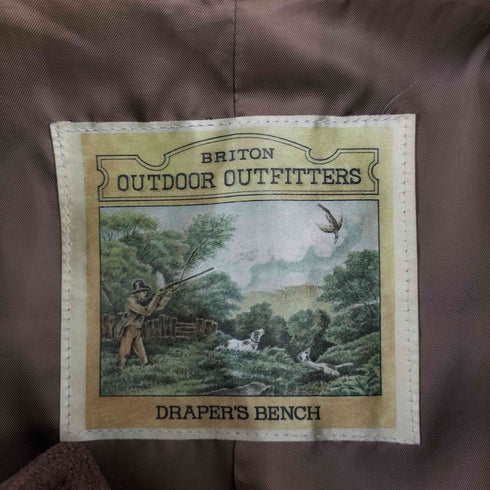 BRITON
OUTDOOR OUTFITTERS
DRAPER'S BENCH